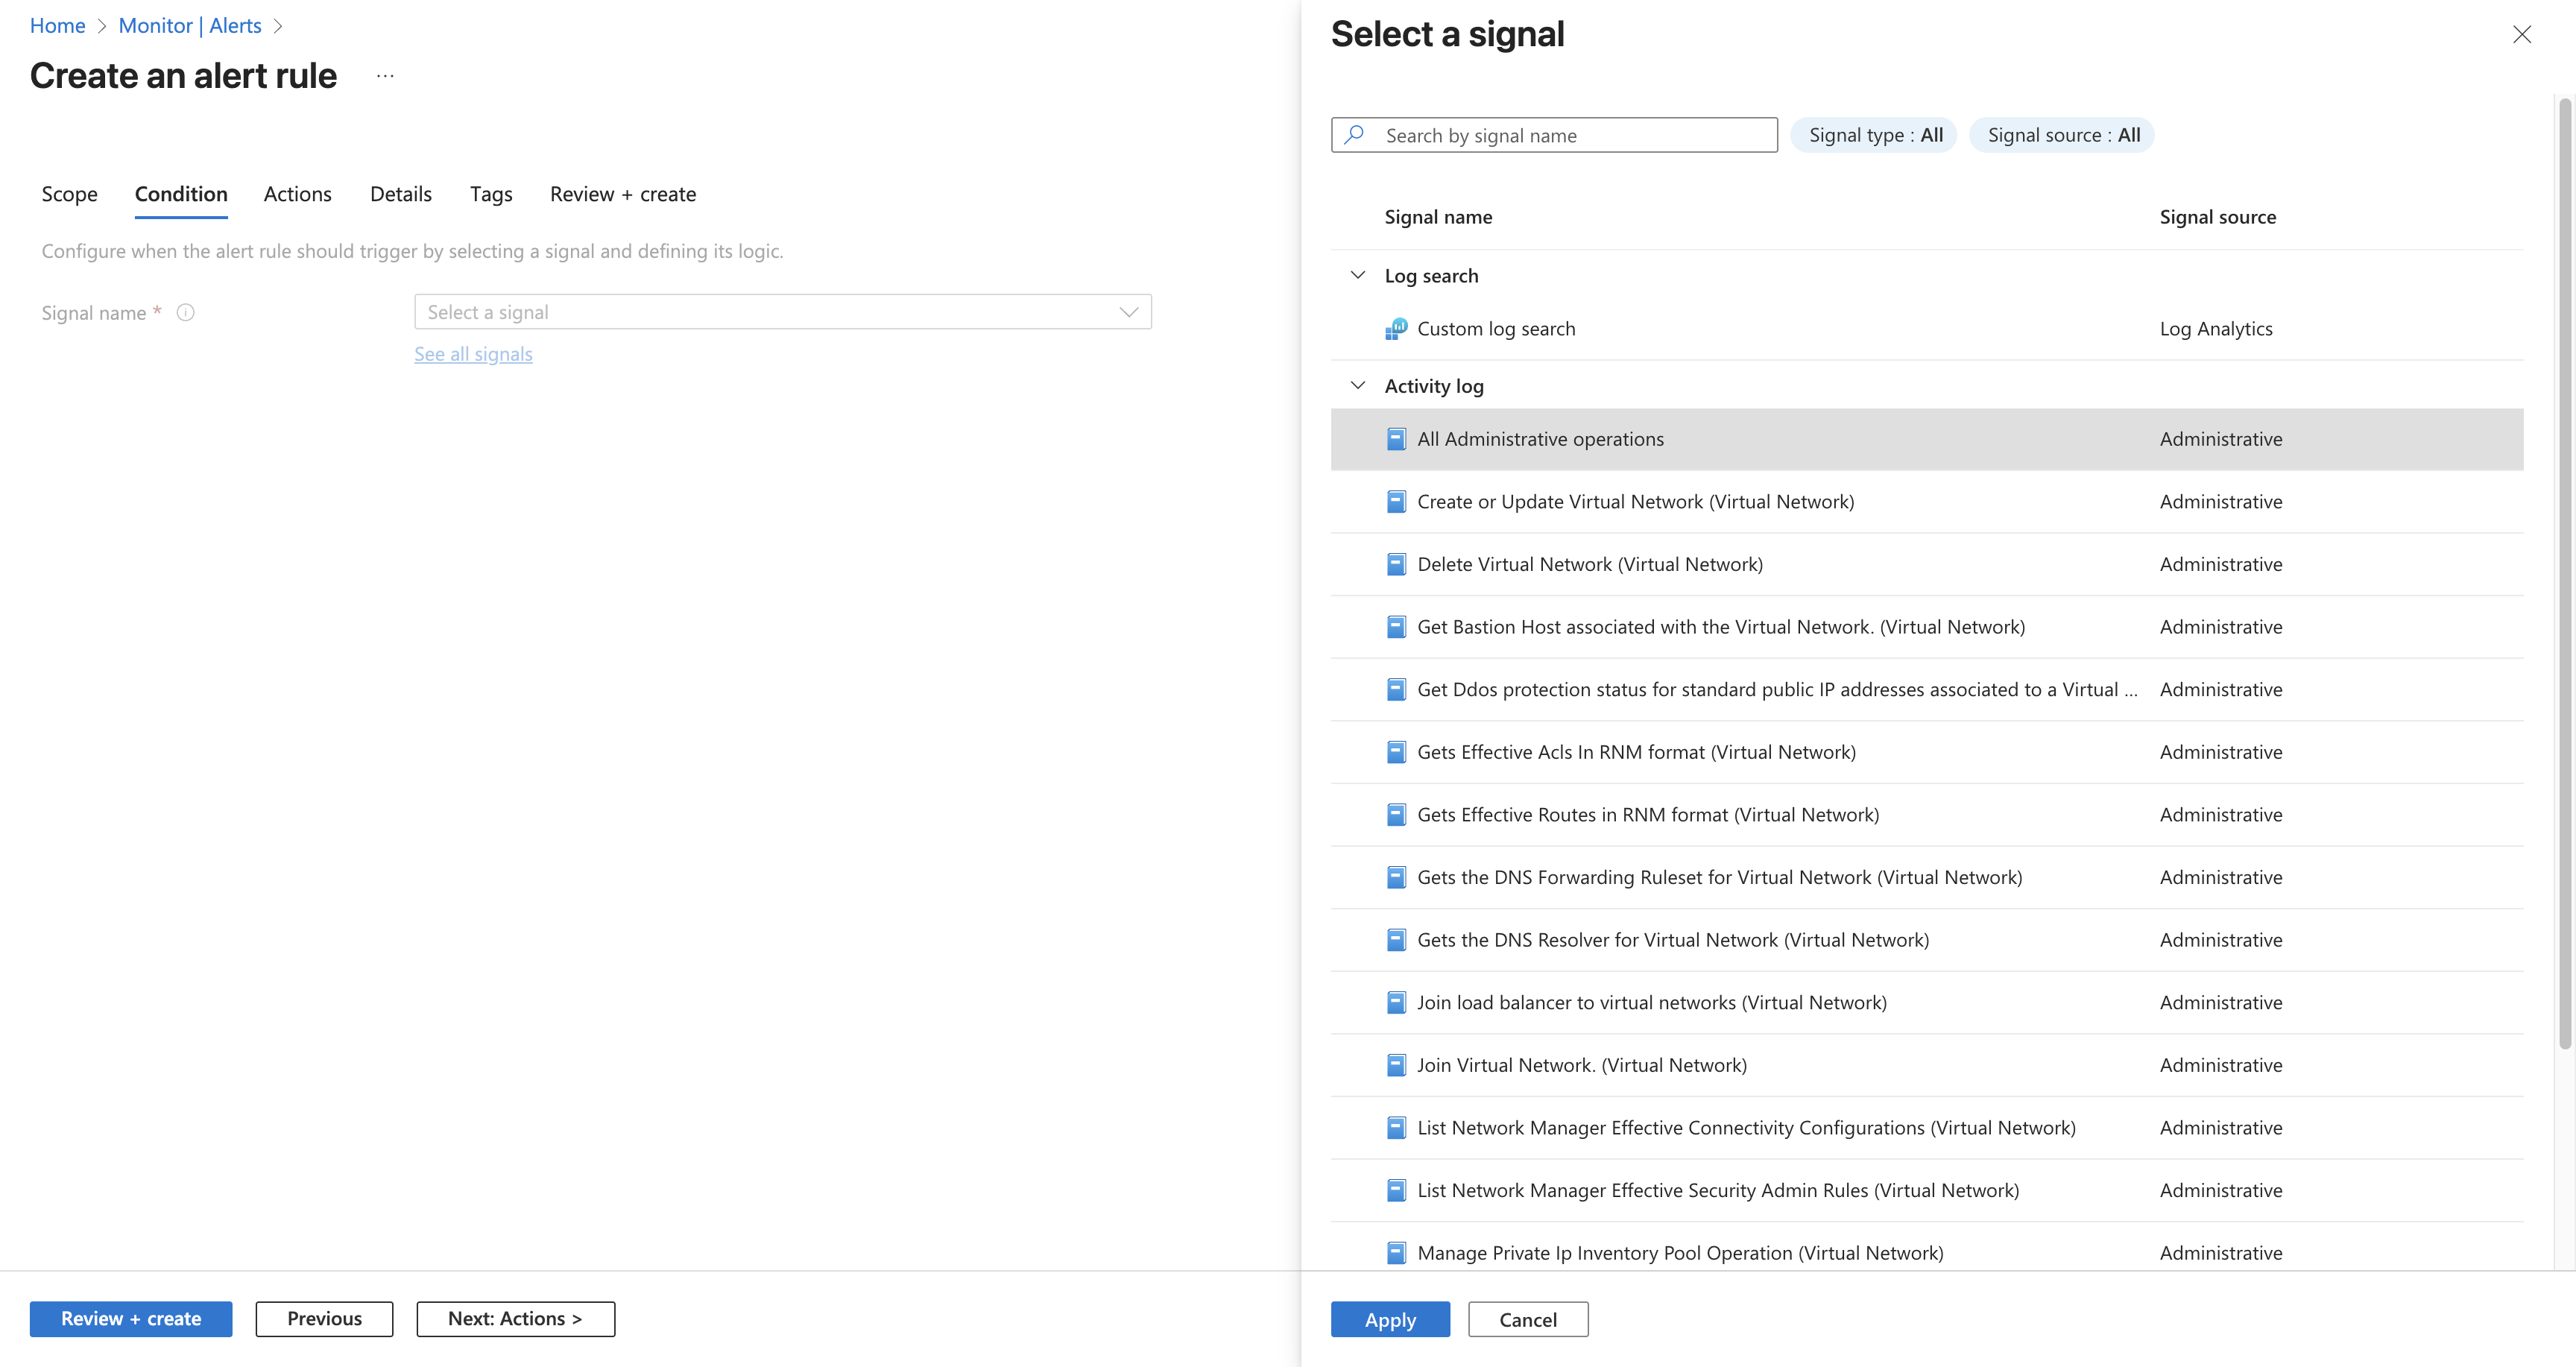 Home > Monitor | Alerts >
Create an alert rule ...
Scope Condition Actions Details Tags Review + create
Configure when the alert rule should trigger by selecting a signal and defining its logic.
Signal name * Select a signal
See all signals
Review + create Previous Next: Actions >
Select a signal
Search by signal name Signal type : All Signal source : All
Signal name Signal source
Log search
Custom log search Log Analytics
Activity log
All Administrative operations Administrative
Create or Update Virtual Network (Virtual Network) Administrative
Delete Virtual Network (Virtual Network) Administrative
Get Bastion Host associated with the Virtual Network. (Virtual Network) Administrative
Get Ddos protection status for standard public IP addresses associated to a Virtual ... Administrative
Gets Effective Acls In RNM format (Virtual Network) Administrative
Gets Effective Routes in RNM format (Virtual Network) Administrative
Gets the DNS Forwarding Ruleset for Virtual Network (Virtual Network) Administrative
Gets the DNS Resolver for Virtual Network (Virtual Network) Administrative
Join load balancer to virtual networks (Virtual Network) Administrative
Join Virtual Network. (Virtual Network) Administrative
List Network Manager Effective Connectivity Configurations (Virtual Network) Administrative
List Network Manager Effective Security Admin Rules (Virtual Network) Administrative
Manage Private Ip Inventory Pool Operation (Virtual Network) Administrative
Apply Cancel